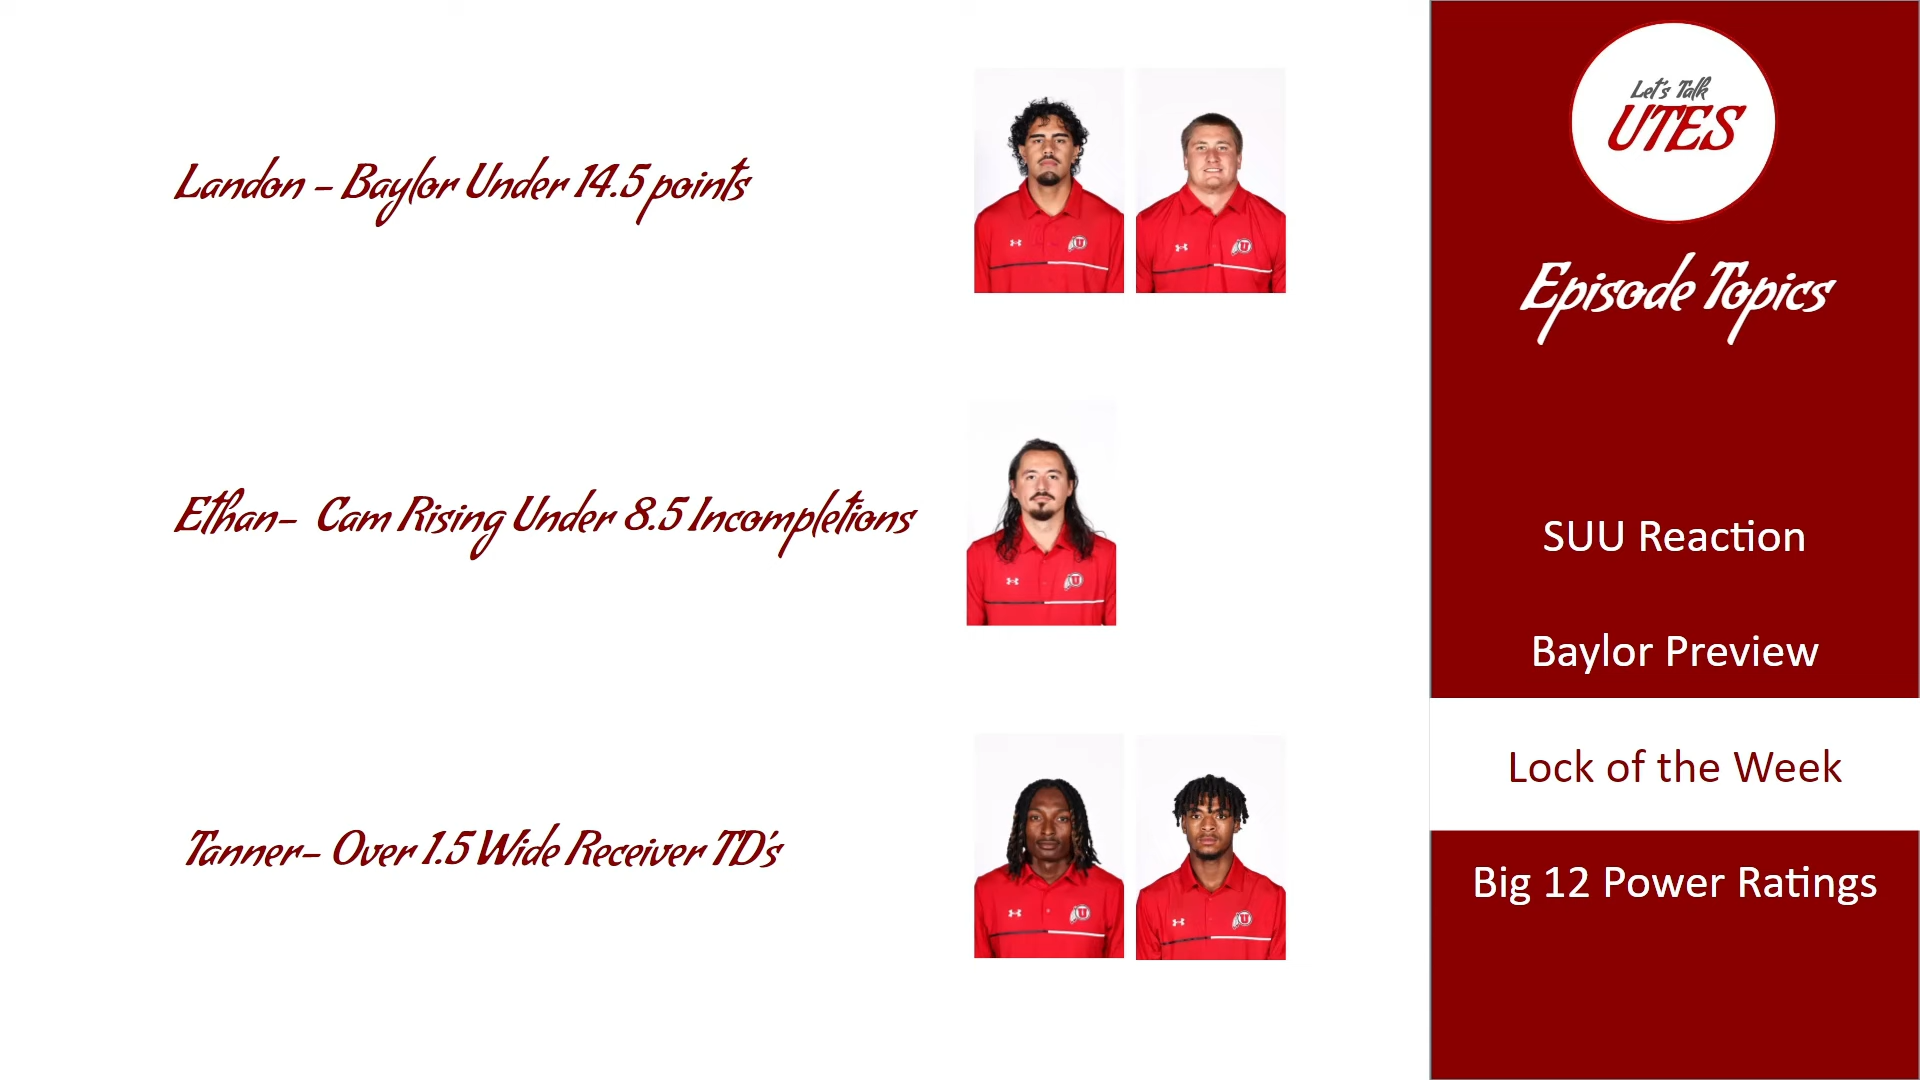 Landon - Baylor Under 14.5 points
Ethan- Cam Rising Under 8.5 Incompletions
Tanner- Over 1.5 Wide Receiver TD's
Let's Talk
UTES
Episode Topics
SUU Reaction
Baylor Preview
Lock of the Week
Big 12 Power Ratings